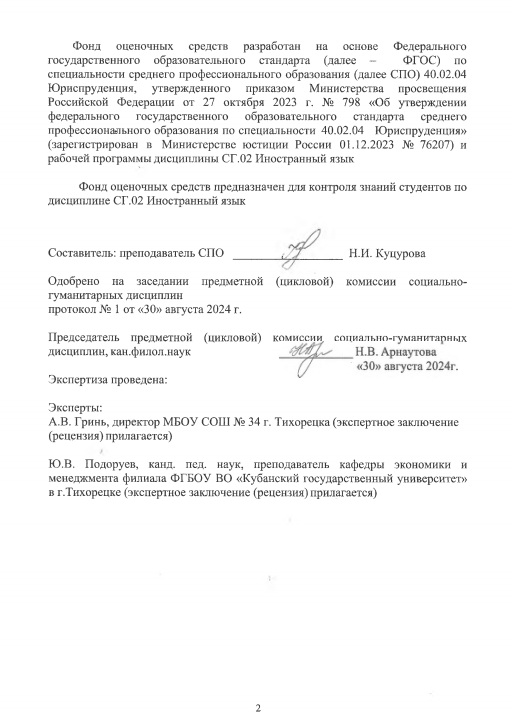 Фонд оценочных средств разработан на основе Федерального
государственного образовательного стандарта (далее – ФГОС) по
специальности среднего профессионального образования (далее СПО) 40.02.04
Юриспруденция, утвержденного приказом Министерства просвещения
Российской Федерации от 27 октября 2023 г. № 798 «Об утверждении
федерального государственного образовательного стандарта среднего
профессионального образования по специальности 40.02.04 Юриспруденция»
(зарегистрирован в Министерстве юстиции России 01.12.2023 № 76207) и
рабочей программы дисциплины СГ.02 Иностранный язык
Фонд оценочных средств предназначен для контроля знаний студентов по
дисциплине СГ.02 Иностранный язык
Составитель: преподаватель СПО Н.И. Куцурова
Одобрено на заседании предметной (цикловой) комиссии социально-
гуманитарных дисциплин
протокол № 1 от «30» августа 2024 г.
Председатель предметной (цикловой) комиссии социально-гуманитарных
дисциплин, кан.филол.наук Н.В. Арнаутова
«30» августа 2024г.
Экспертиза проведена:
Эксперты:
А.В. Гринь, директор МБОУ СОШ № 34 г. Тихорецка (экспертное заключение
(рецензия) прилагается)
Ю.В. Подоруев, канд. пед. наук, преподаватель кафедры экономики и
менеджмента филиала ФГБОУ ВО «Кубанский государственный университет»
в г.Тихорецке (экспертное заключение (рецензия) прилагается)
2